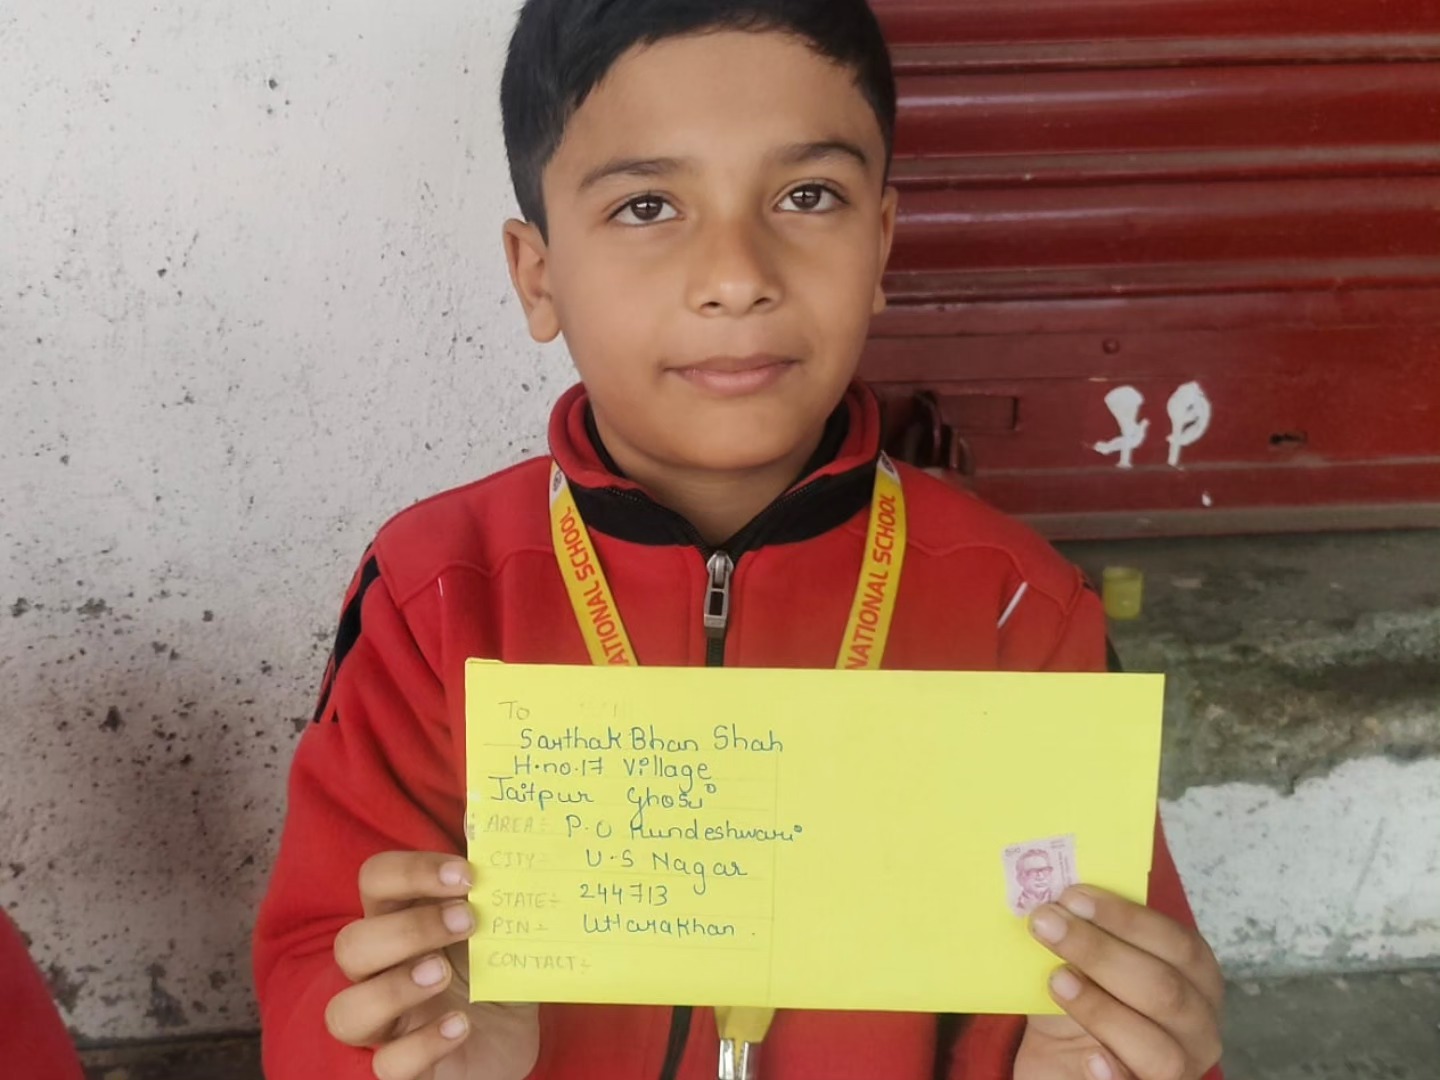 ATIONAL SCHOOL
NATIONAL SCHOOL
To
Sarthak Bhan Shah
H.no.17 Village
Jaitpur Ghosi
AREA:- P.O Kundeshwari
CITY:- U.S Nagar
STATE:- 244713
PIN:- Uttarakhan.
CONTACT:-